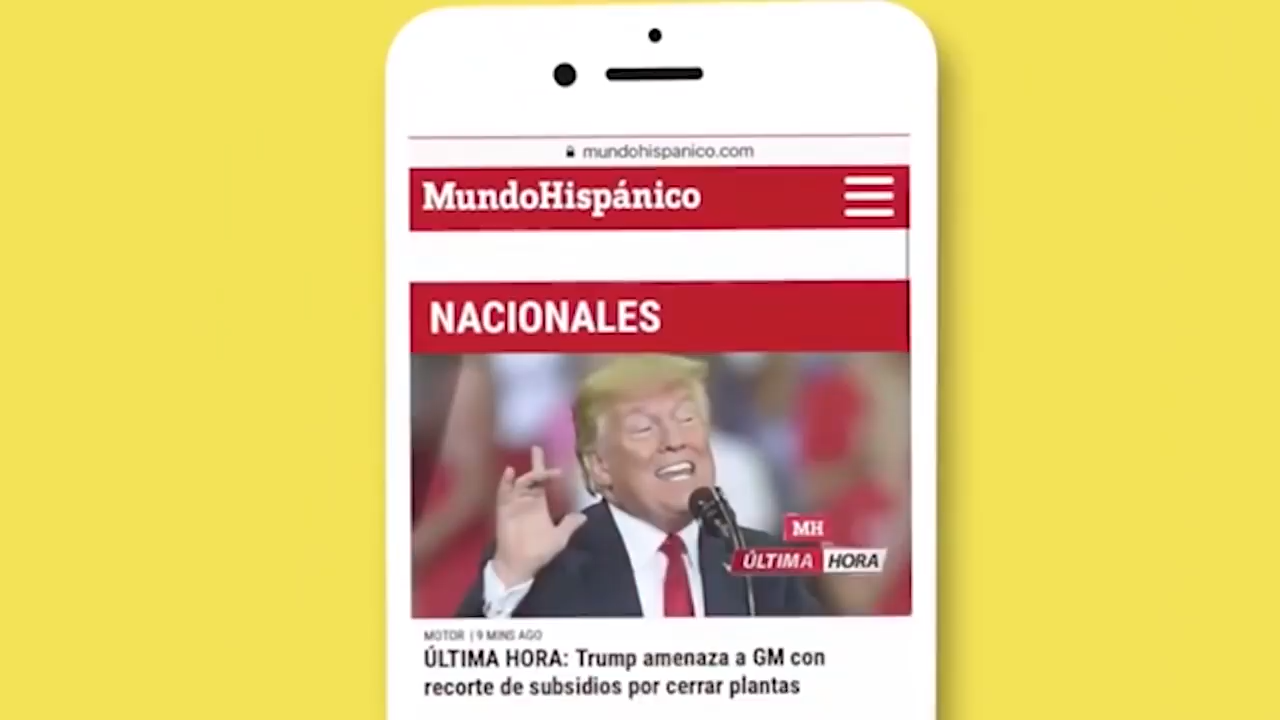 mundohispanico.com
MundoHispánico
NACIONALES
MH
ÚLTIMA HORA
MOTOR | 9 MINS AGO
ÚLTIMA HORA: Trump amenaza a GM con
recorte de subsidios por cerrar plantas